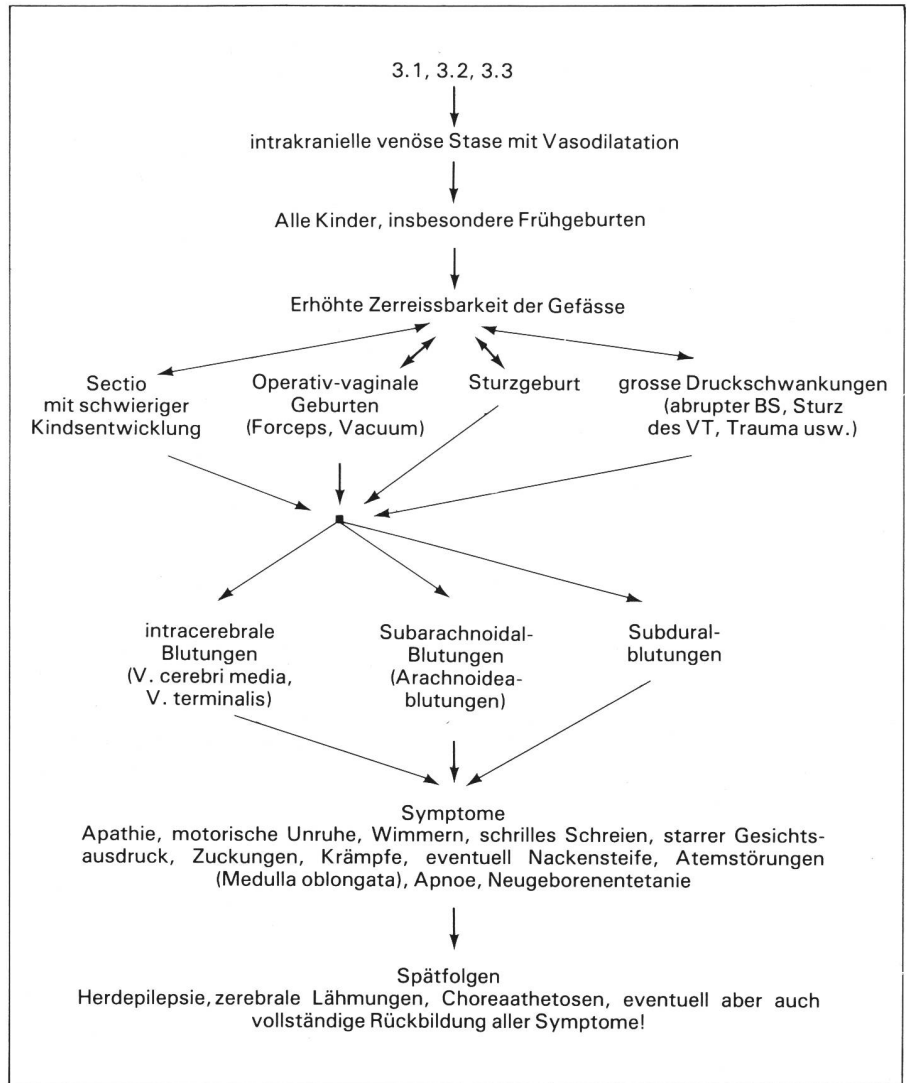 3.1, 3.2, 3.3
intrakranielle venöse Stase mit Vasodilatation
Alle Kinder, insbesondere Frühgeburten
Erhöhte Zerreissbarkeit der Gefässe
Sectio
mit schwieriger
Kindsentwicklung
Operativ-vaginale
Geburten
(Forceps, Vacuum)
Sturzgeburt
grosse Druckschwankungen
(abrupter BS, Sturz
des VT, Trauma usw.)
intracerebrale
Blutungen
(V. cerebri media,
V. terminalis)
Subarachnoidal-
Blutungen
(Arachnoidea-
blutungen)
Subdural-
blutungen
Symptome
Apathie, motorische Unruhe, Wimmern, schrilles Schreien, starrer Gesichts-
ausdruck, Zuckungen, Krämpfe, eventuell Nackensteife, Atemstörungen
(Medulla oblongata), Apnoe, Neugeborenentetanie
Spätfolgen
Herdepilepsie, zerebrale Lähmungen, Choreaathetosen, eventuell aber auch
vollständige Rückbildung aller Symptome!